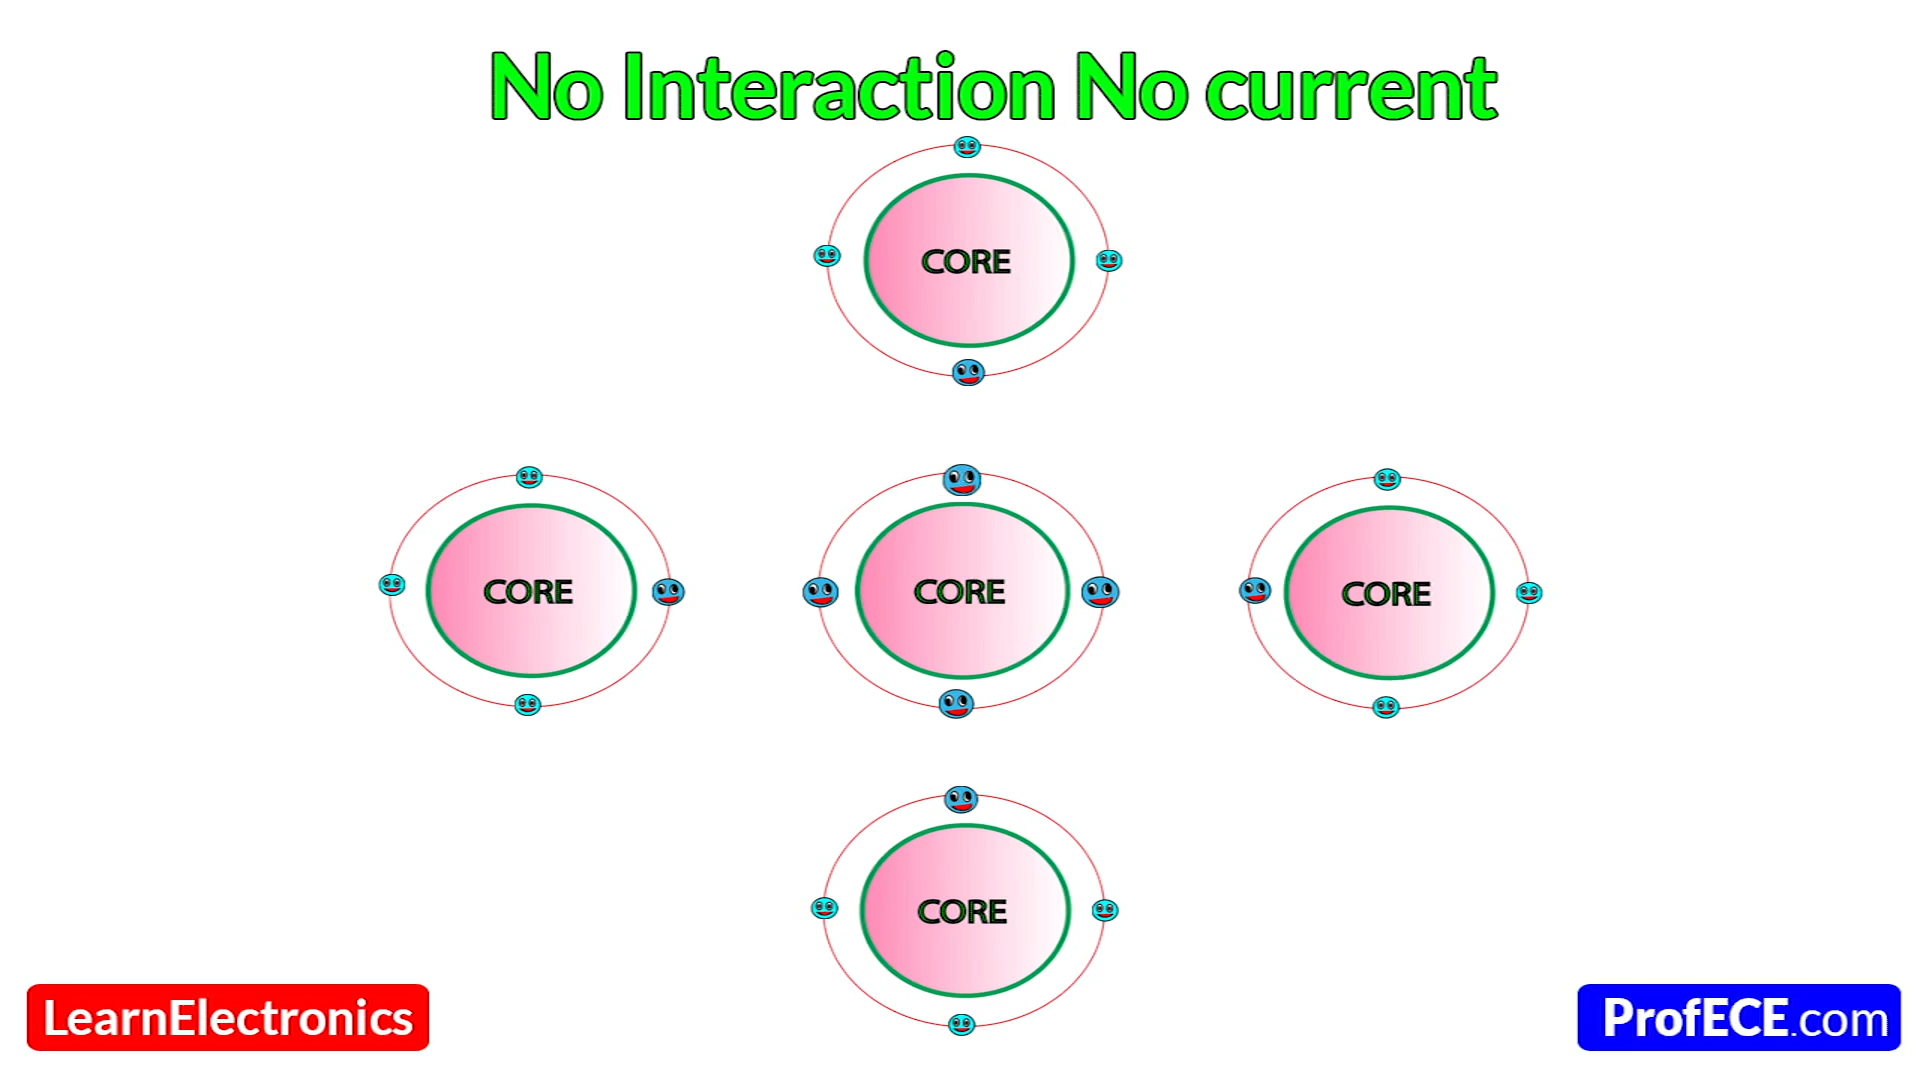 No Interaction No current
CORE
CORE
CORE
CORE
CORE
LearnElectronics
ProfECE.com